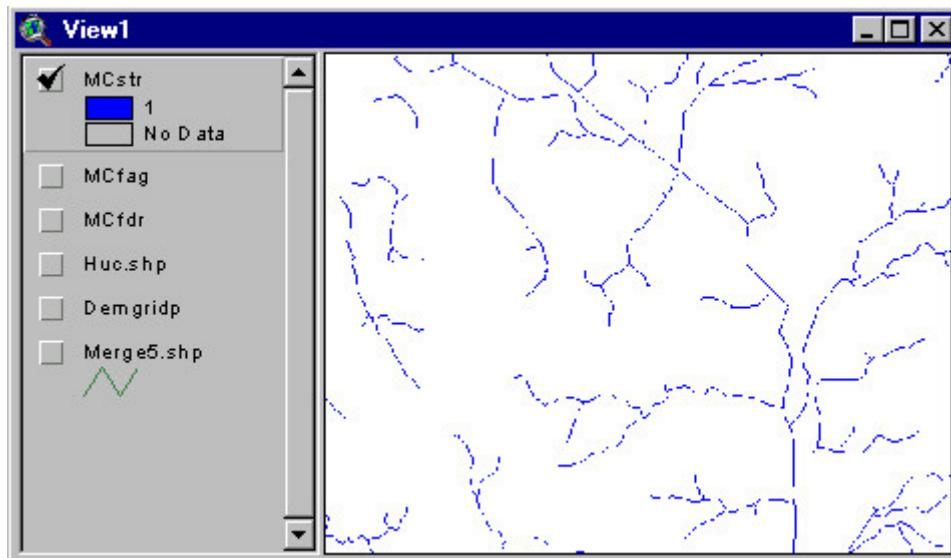 View1
MCstr
1
No Data
MCfag
MCfdr
Huc.shp
Demgridp
Merge5.shp